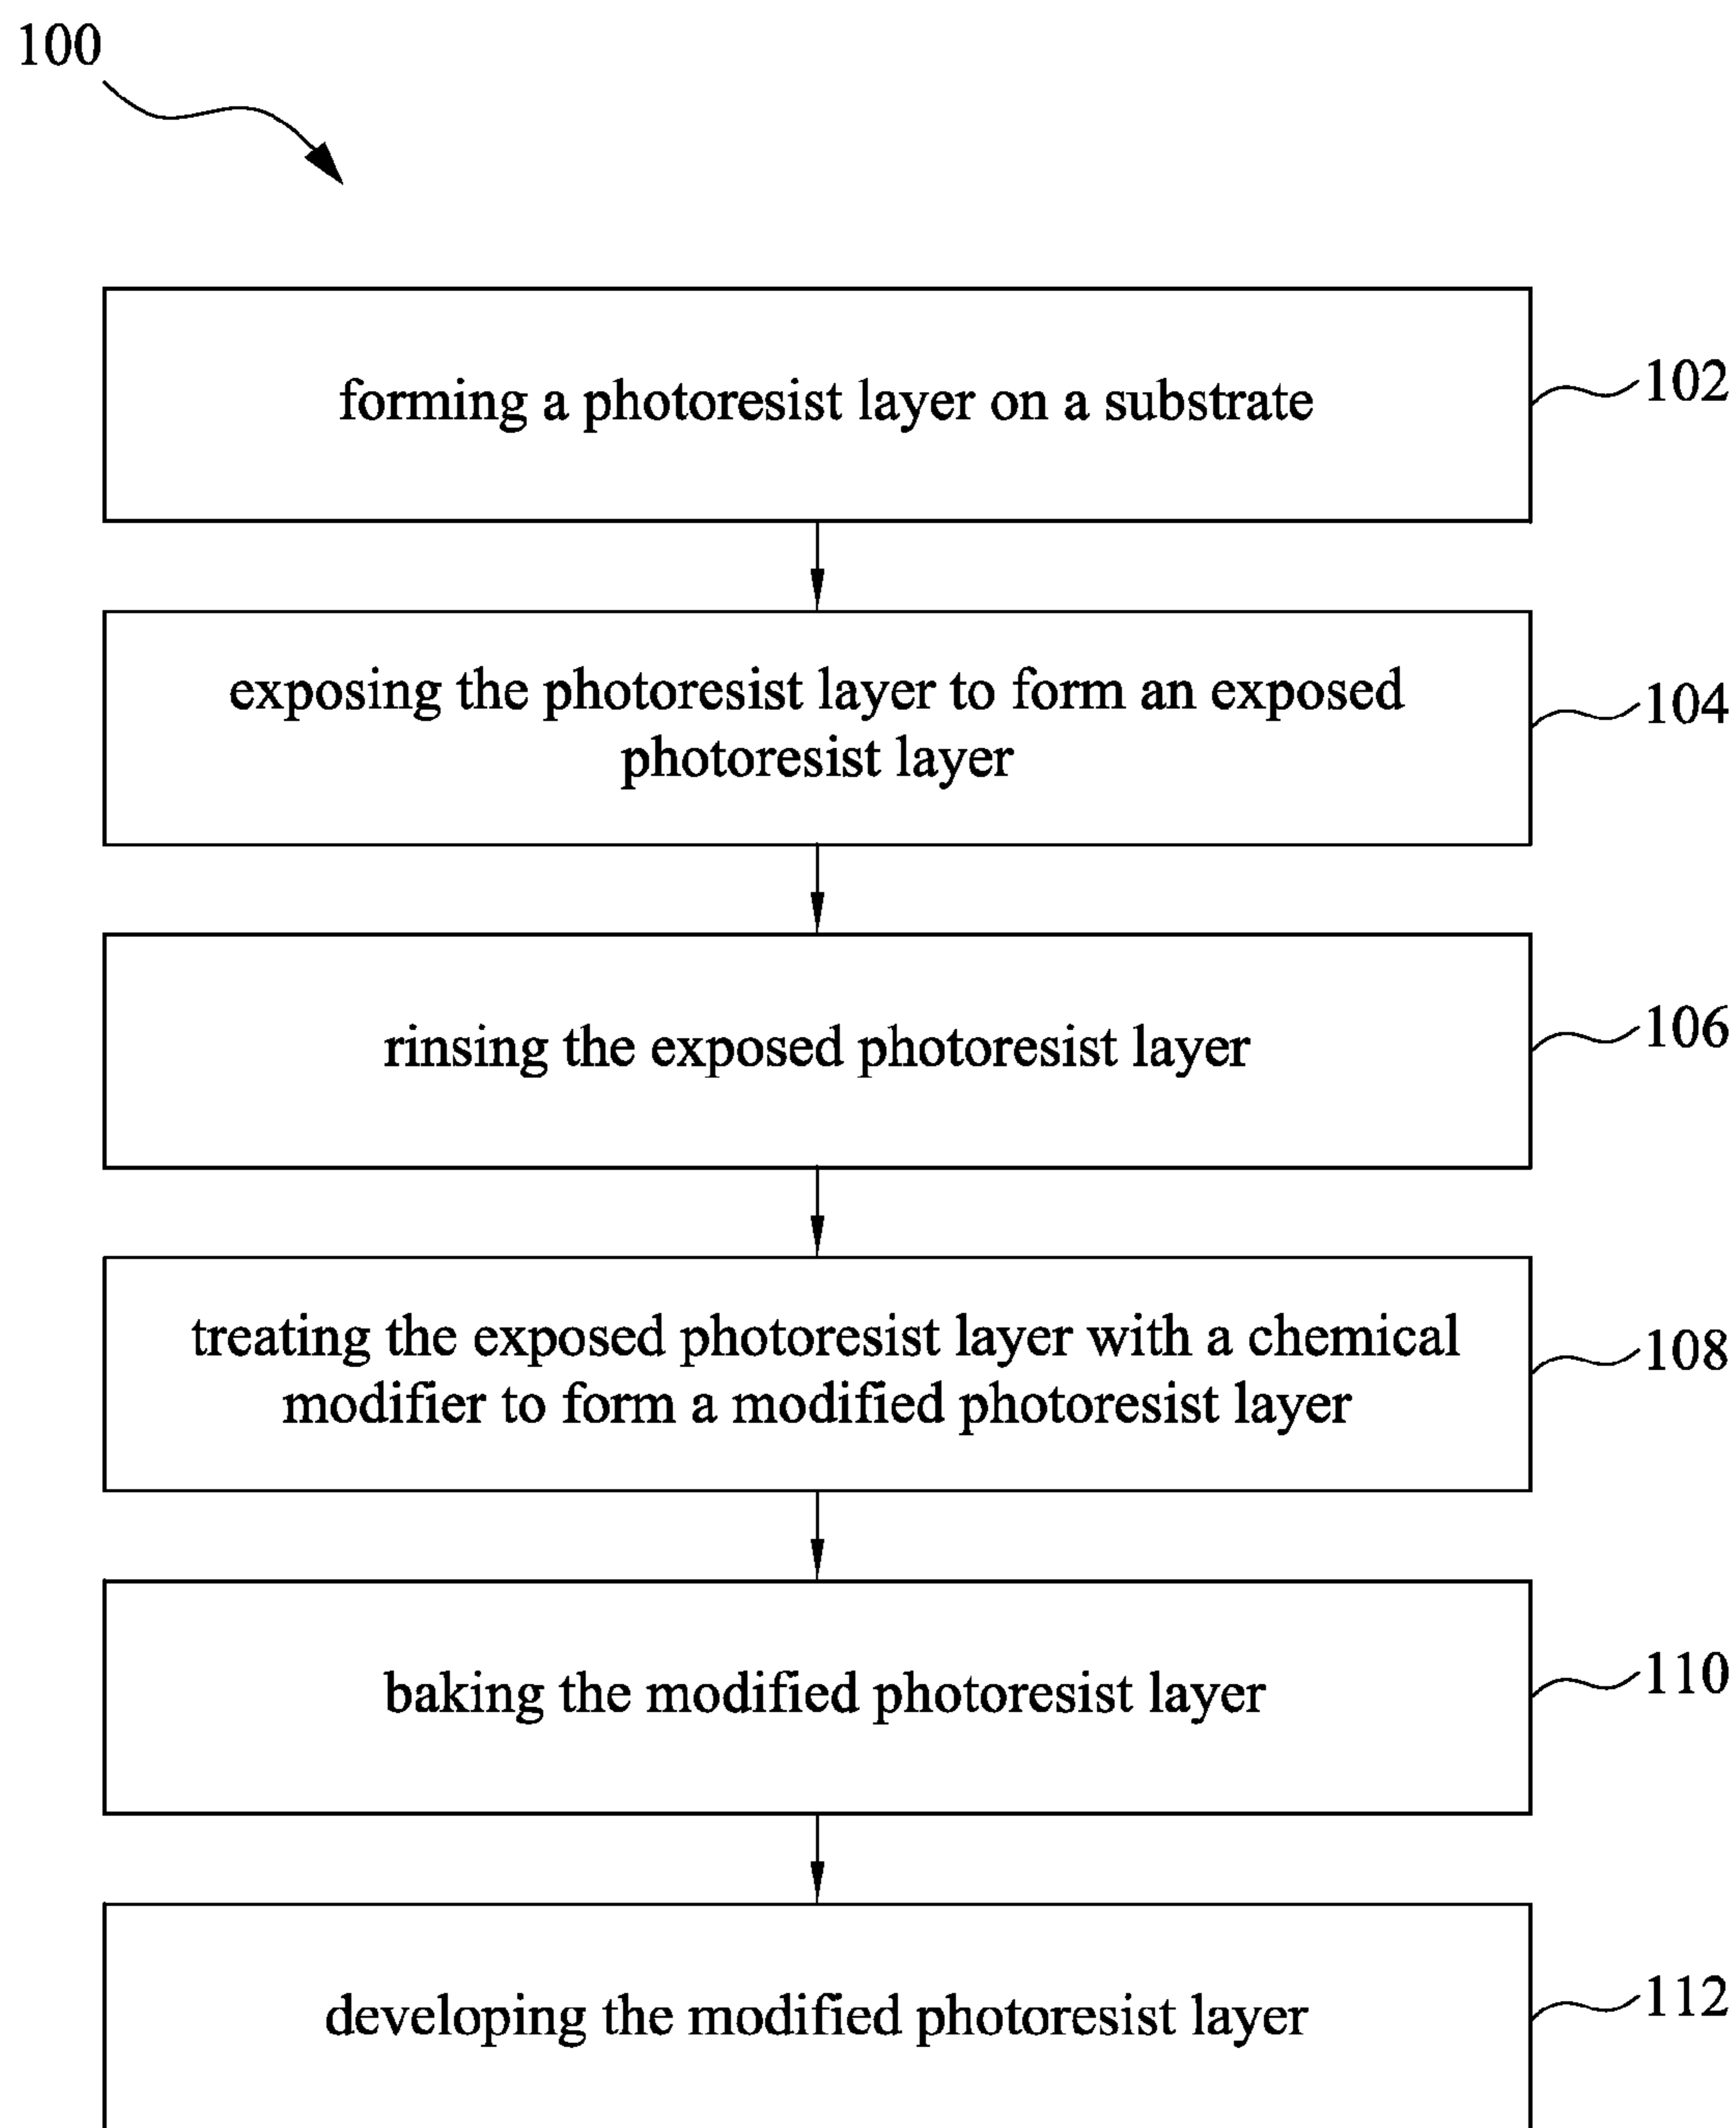 100
forming a photoresist layer on a substrate
102
exposing the photoresist layer to form an exposed
photoresist layer
104
rinsing the exposed photoresist layer
106
treating the exposed photoresist layer with a chemical
modifier to form a modified photoresist layer
108
baking the modified photoresist layer
110
developing the modified photoresist layer
112